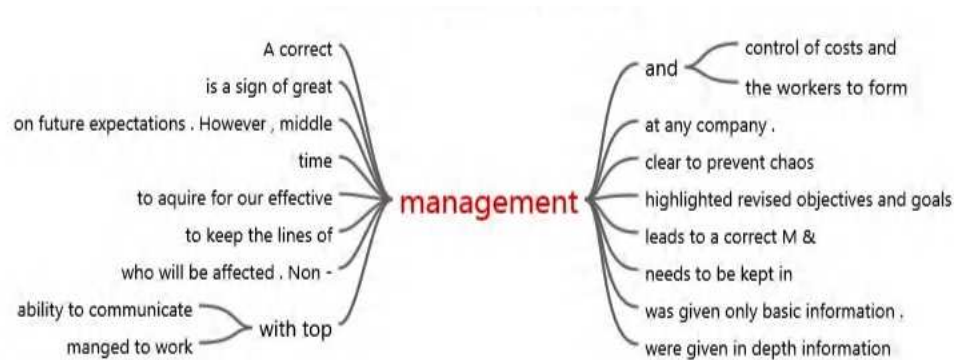 A correct
is a sign of great
on future expectations . However , middle
time
to aquire for our effective
to keep the lines of
who will be affected . Non -
ability to communicate
manged to work
with top
management
and
control of costs and
the workers to form
at any company .
clear to prevent chaos
highlighted revised objectives and goals
leads to a correct M &
needs to be kept in
was given only basic information .
were given in depth information